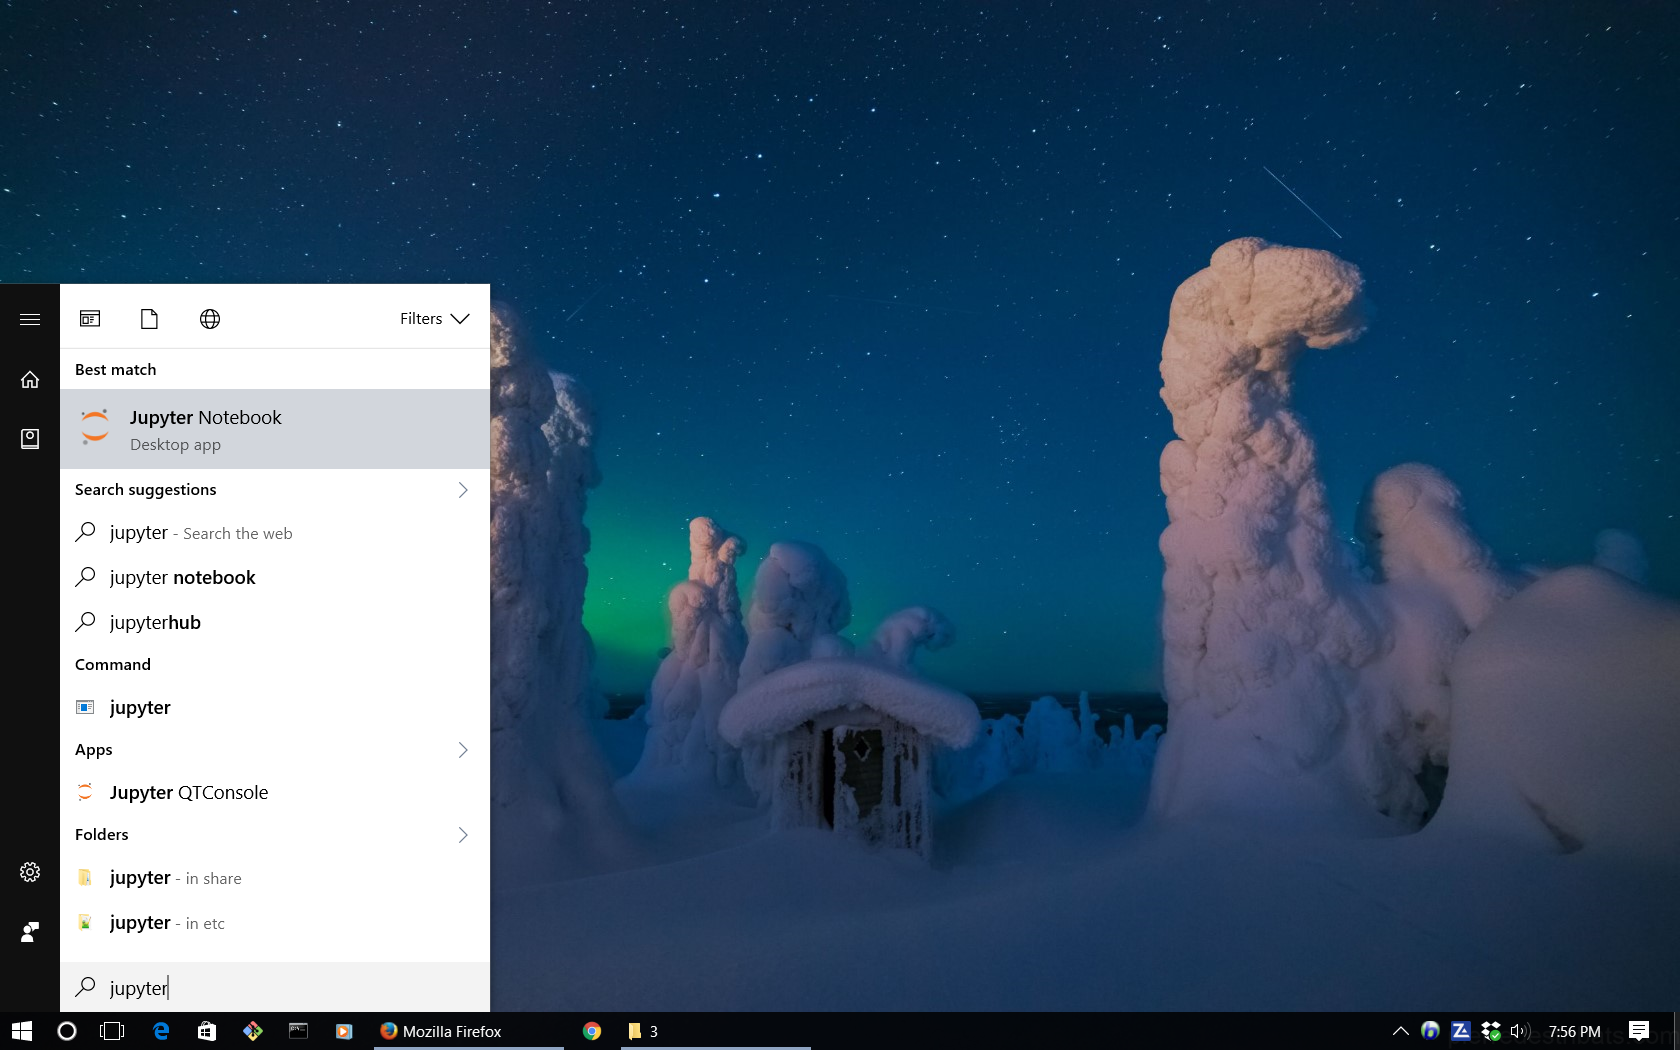 Filters
Best match
Jupyter Notebook
Desktop app
Search suggestions
jupyter - Search the web
jupyter notebook
jupyterhub
Command
jupyter
Apps
Jupyter QTConsole
Folders
jupyter - in share
jupyter - in etc
jupyter
Mozilla Firefox
3
7:56 PM